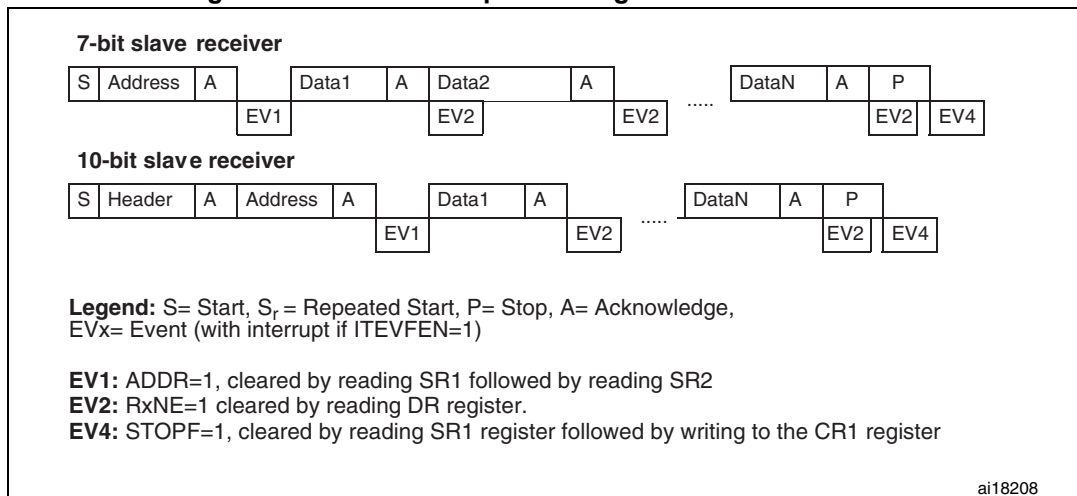 7-bit slave receiver
S Address A Data1 A Data2 A ..... DataN A P
EV1 EV2 EV2 EV2 EV4
10-bit slave receiver
S Header A Address A Data1 A ..... DataN A P
EV1 EV2 EV2 EV4
Legend: S= Start, Sr = Repeated Start, P= Stop, A= Acknowledge,
EVx= Event (with interrupt if ITEVFEN=1)
EV1: ADDR=1, cleared by reading SR1 followed by reading SR2
EV2: RxNE=1 cleared by reading DR register.
EV4: STOPF=1, cleared by reading SR1 register followed by writing to the CR1 register
ai18208